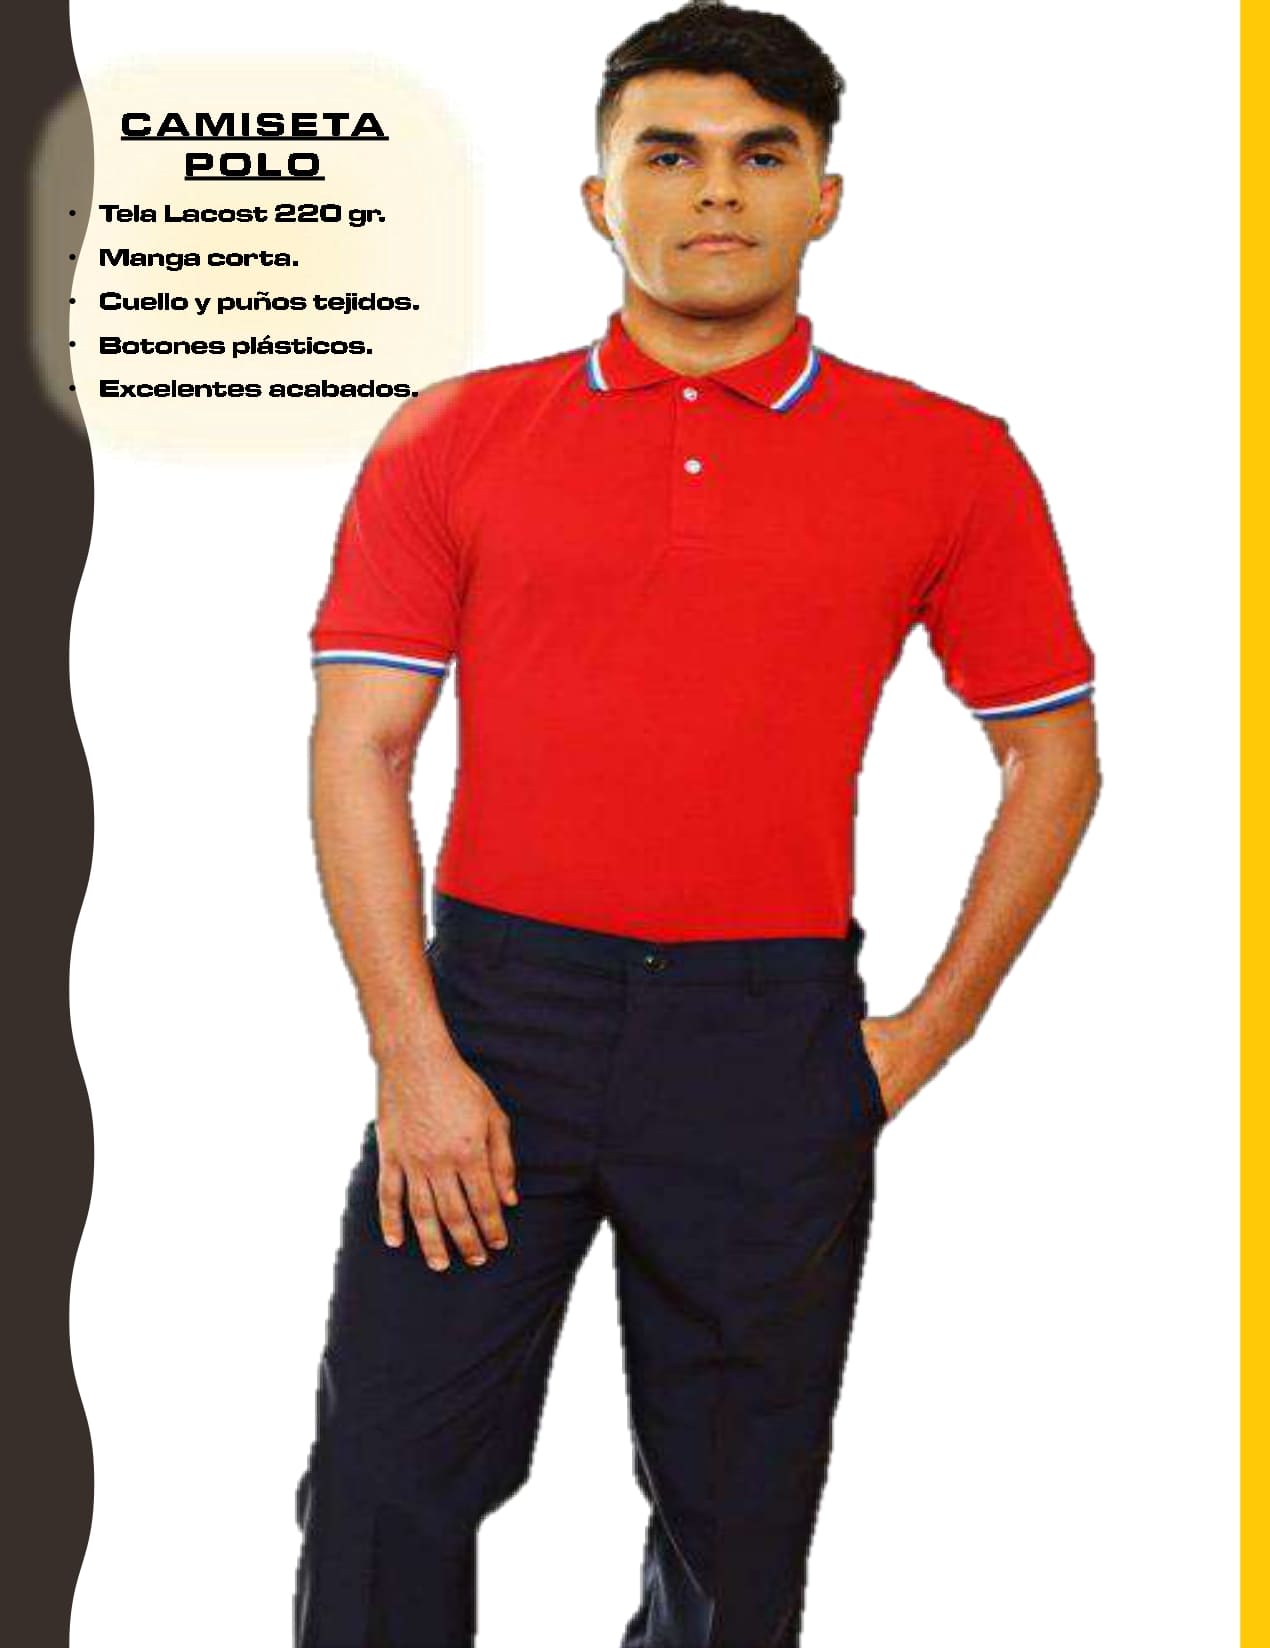 CAMISETA
POLO
• Tela Lacost 220 gr.
• Manga corta.
• Cuello y puños tejidos.
• Botones plásticos.
• Excelentes acabados.